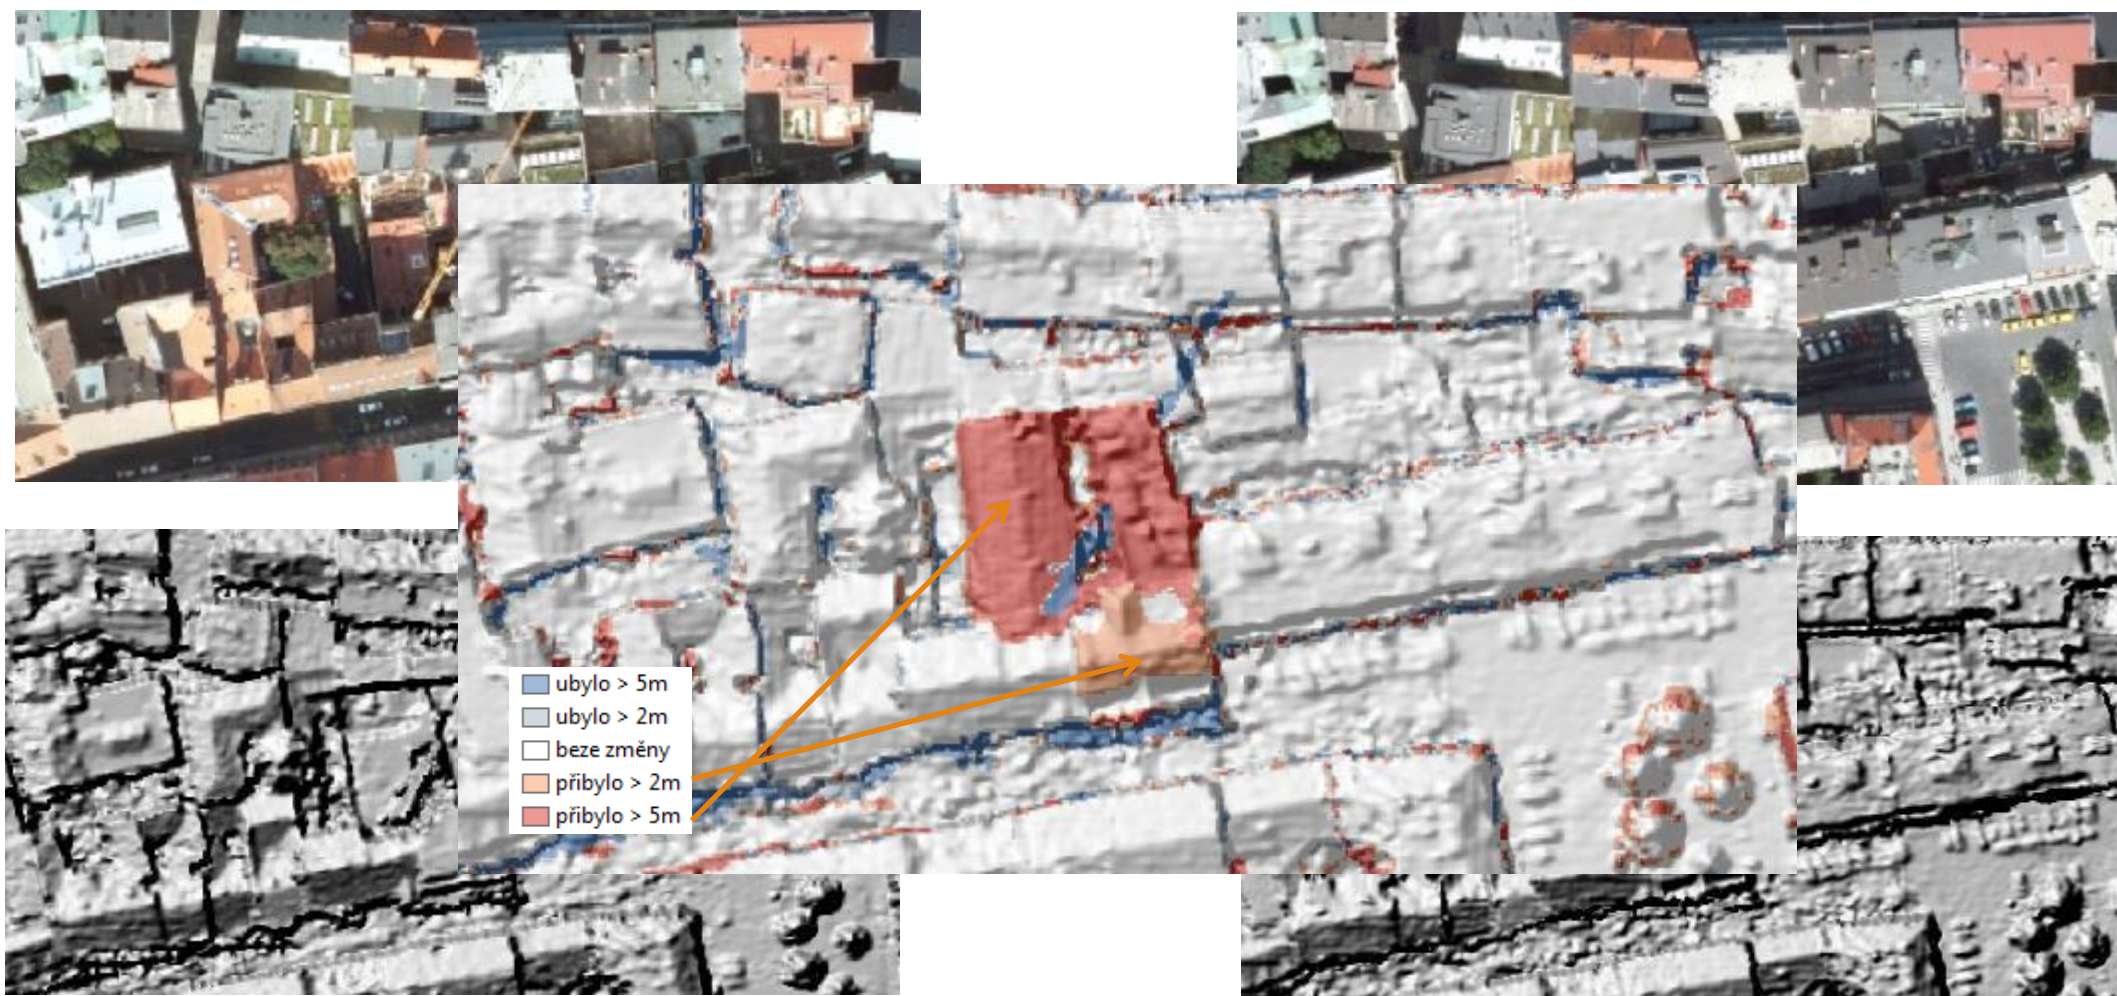 ubylo > 5m
ubylo > 2m
beze změny
přibylo > 2m
přibylo > 5m